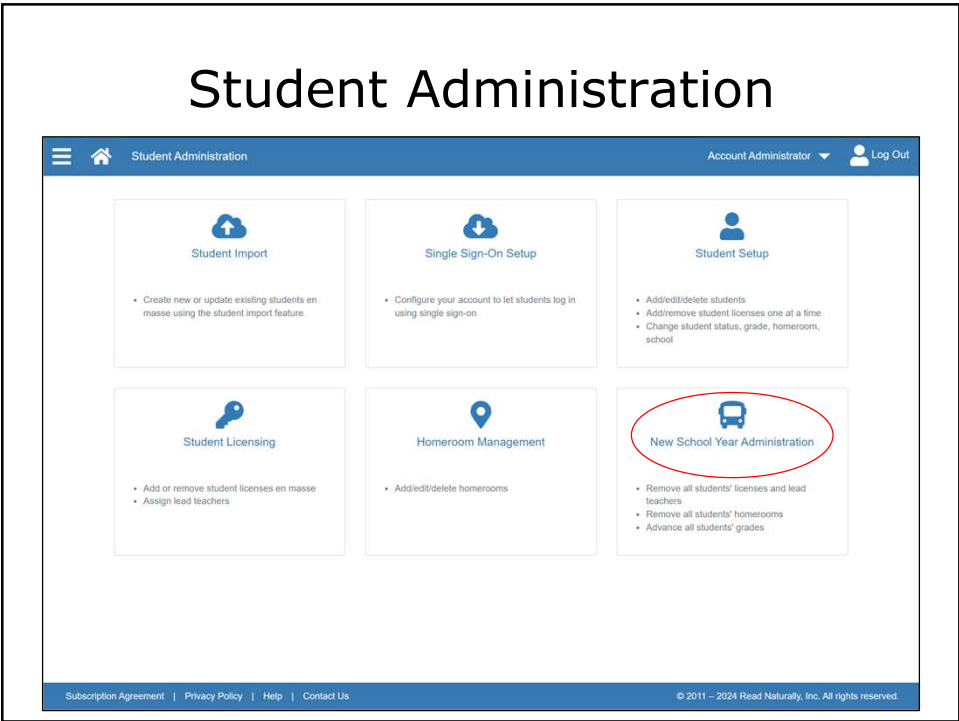 Student Administration
Student Administration
Account Administrator
Log Out
Student Import
• Create new or update existing students en
masse using the student import feature
Single Sign-On Setup
• Configure your account to let students log in
using single sign-on
Student Setup
• Add/edit/delete students
• Add/remove student licenses one at a time
• Change student status, grade, homeroom,
school
Student Licensing
• Add or remove student licenses en masse
• Assign lead teachers
Homeroom Management
• Add/edit/delete homerooms
New School Year Administration
• Remove all students' licenses and lead
teachers
• Remove all students' homerooms
• Advance all students' grades
Subscription Agreement | Privacy Policy | Help | Contact Us
© 2011 – 2024 Read Naturally, Inc. All rights reserved.